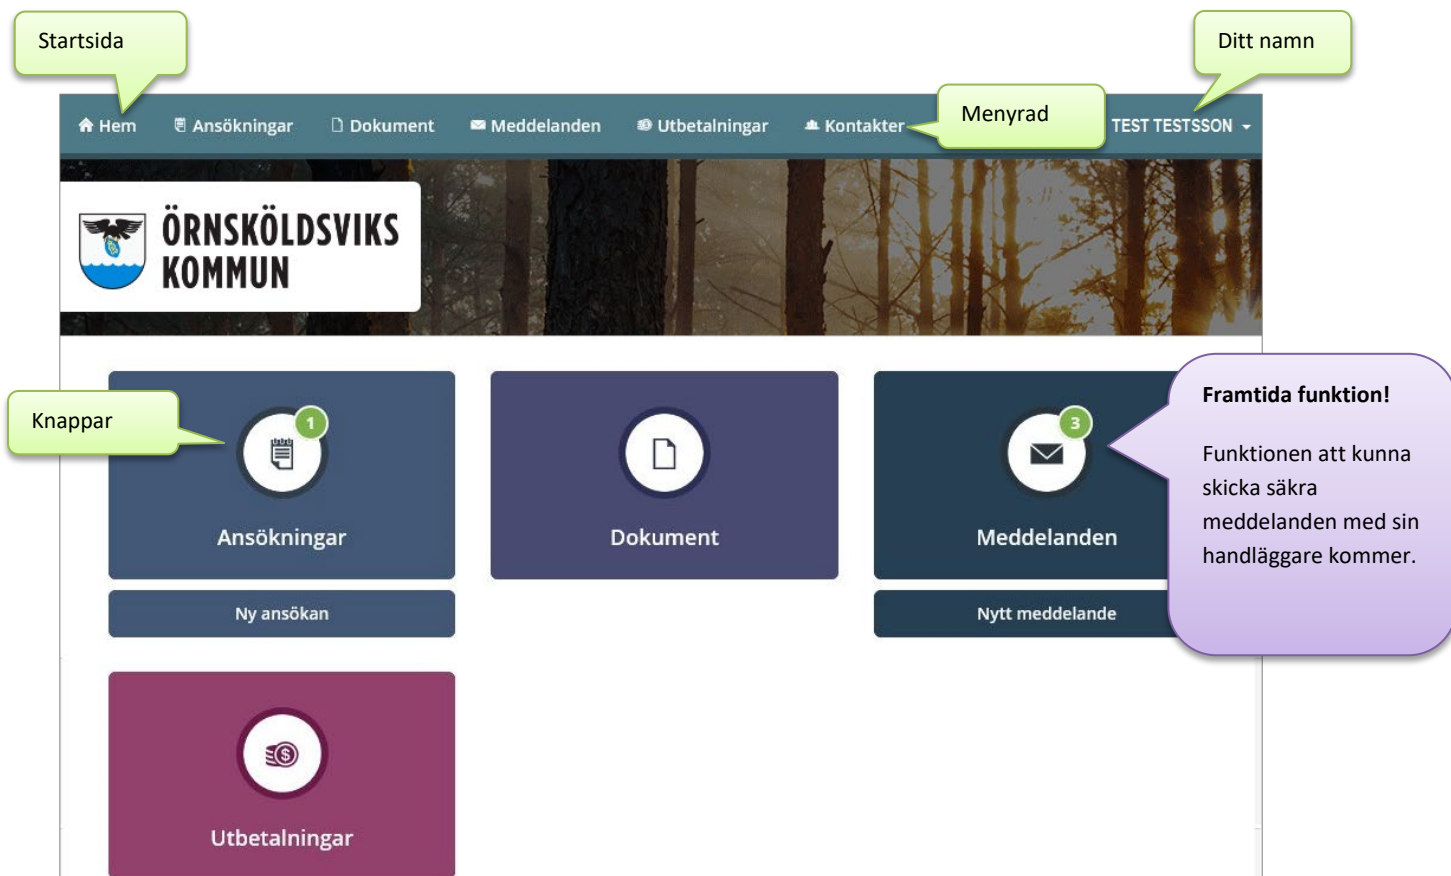 Startsida
Ditt namn
Menyrad
Hem Ansökningar Dokument Meddelanden Utbetalningar Kontakter TEST TESTSSON
ÖRNSKÖLDSVIKS
KOMMUN
Knappar
1
3
Framtida funktion!
Funktionen att kunna
skicka säkra
meddelanden med sin
handläggare kommer.
Ansökningar
Dokument
Meddelanden
Ny ansökan
Nytt meddelande
Utbetalningar